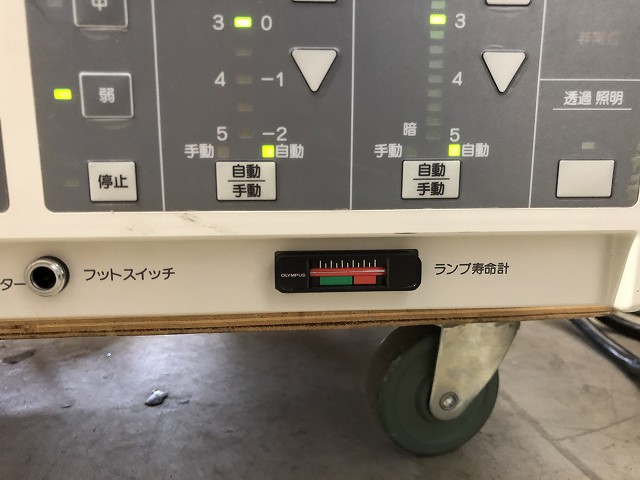 中
3 0
3
4 -1
4
弱
透過 照明
暗
5 -2
5
手動 自動
手動 自動
停止
自動
手動
自動
手動
ター
フットスイッチ
OLYMPUS
ランプ寿命計